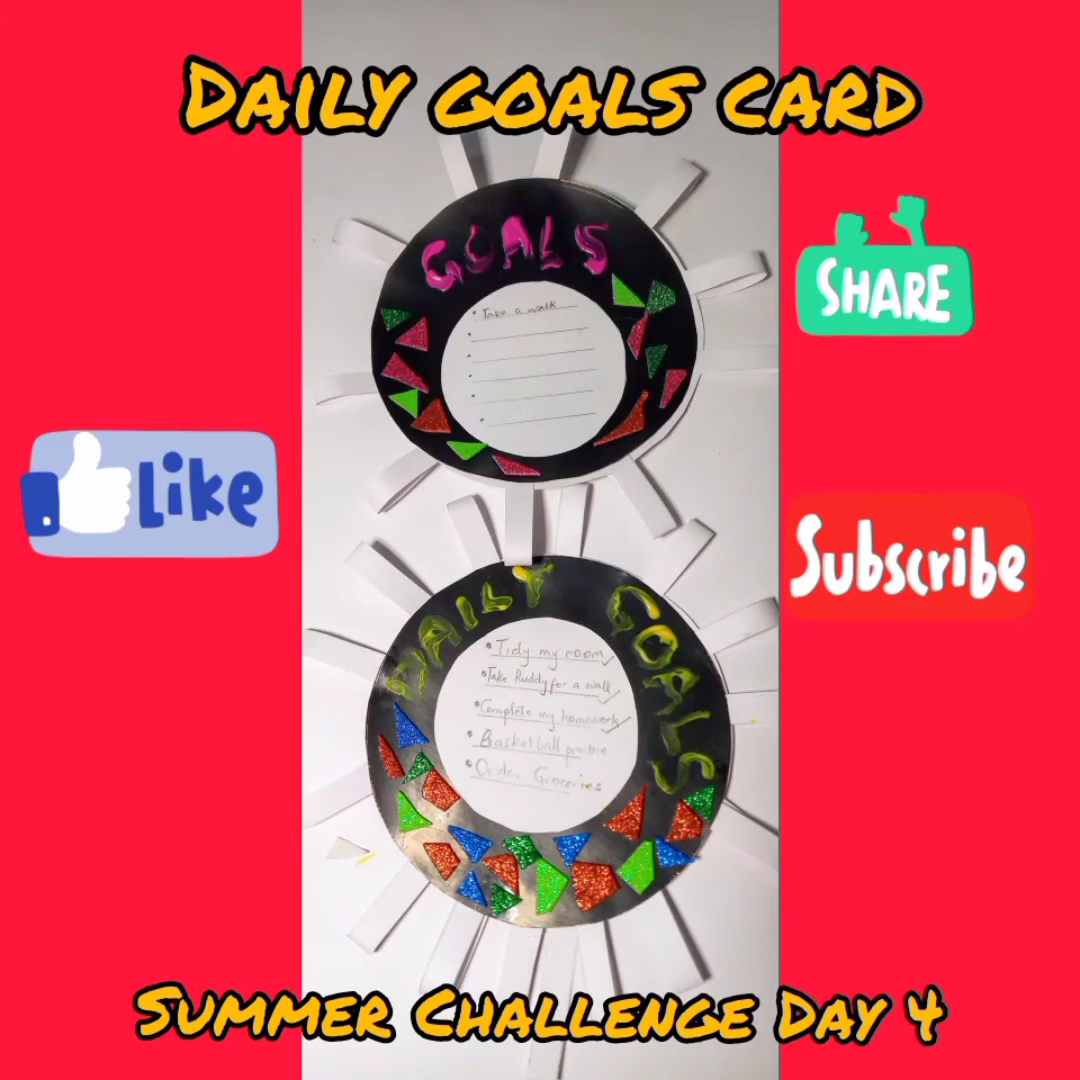 DAILY GOALS CARD
SHARE
GOALS
• Take a walk
Like
Subscribe
DAILY GOALS
• Tidy my room ✓
• Take Ruddy for a walk ✓
• Complete my homework ✓
• Basketball practice
• Order Groceries
SUMMER CHALLENGE DAY 4